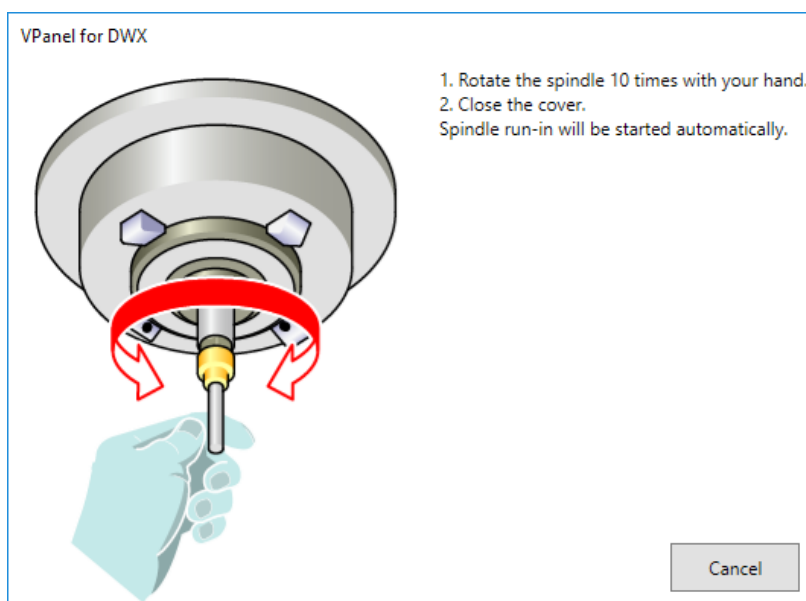 VPanel for DWX
1. Rotate the spindle 10 times with your hand.
2. Close the cover.
Spindle run-in will be started automatically.
Cancel